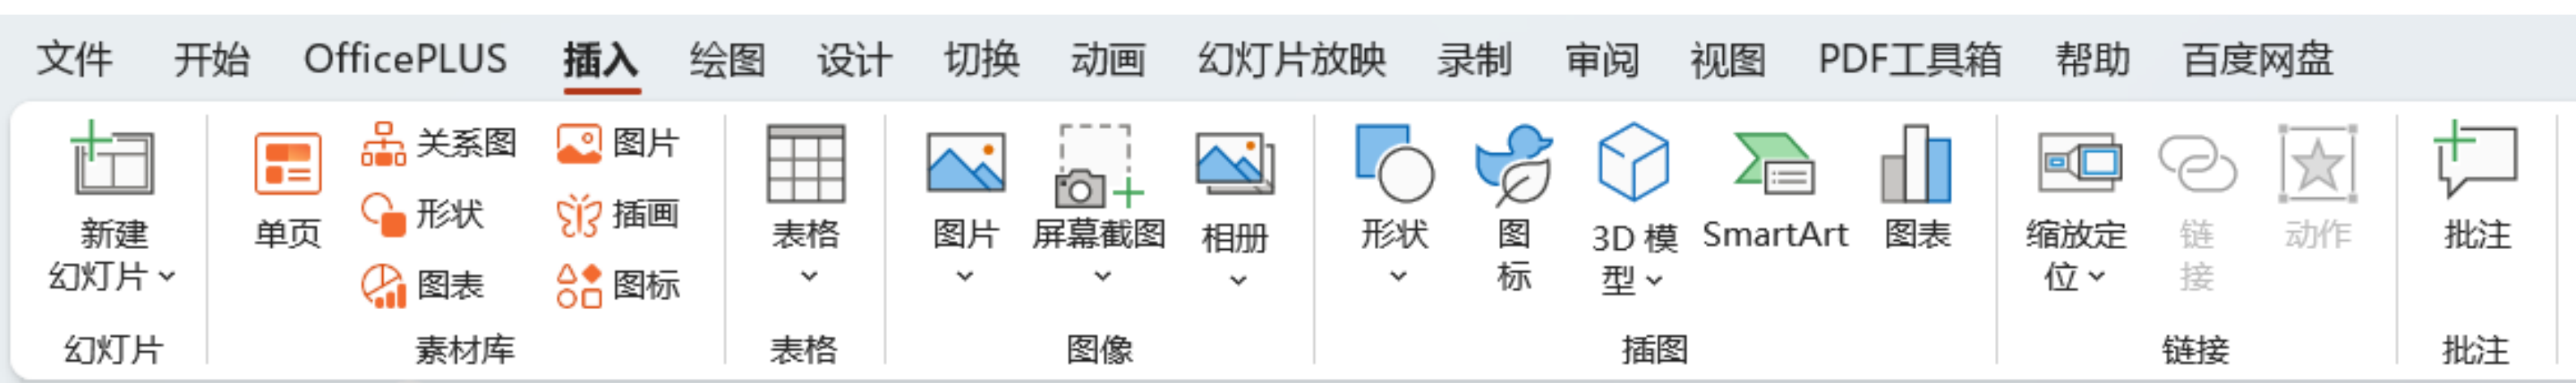 文件 开始 OfficePLUS 插入 绘图 设计 切换 动画 幻灯片放映 录制 审阅 视图 PDF工具箱 帮助 百度网盘
新建
幻灯片
幻灯片
单页
关系图
形状
图表
图片
插画
图标
素材库
表格
表格
图片
屏幕截图
相册
图像
形状
图
标
3D 模
型
SmartArt
图表
插图
缩放定
位
链
接
动作
链接
批注
批注